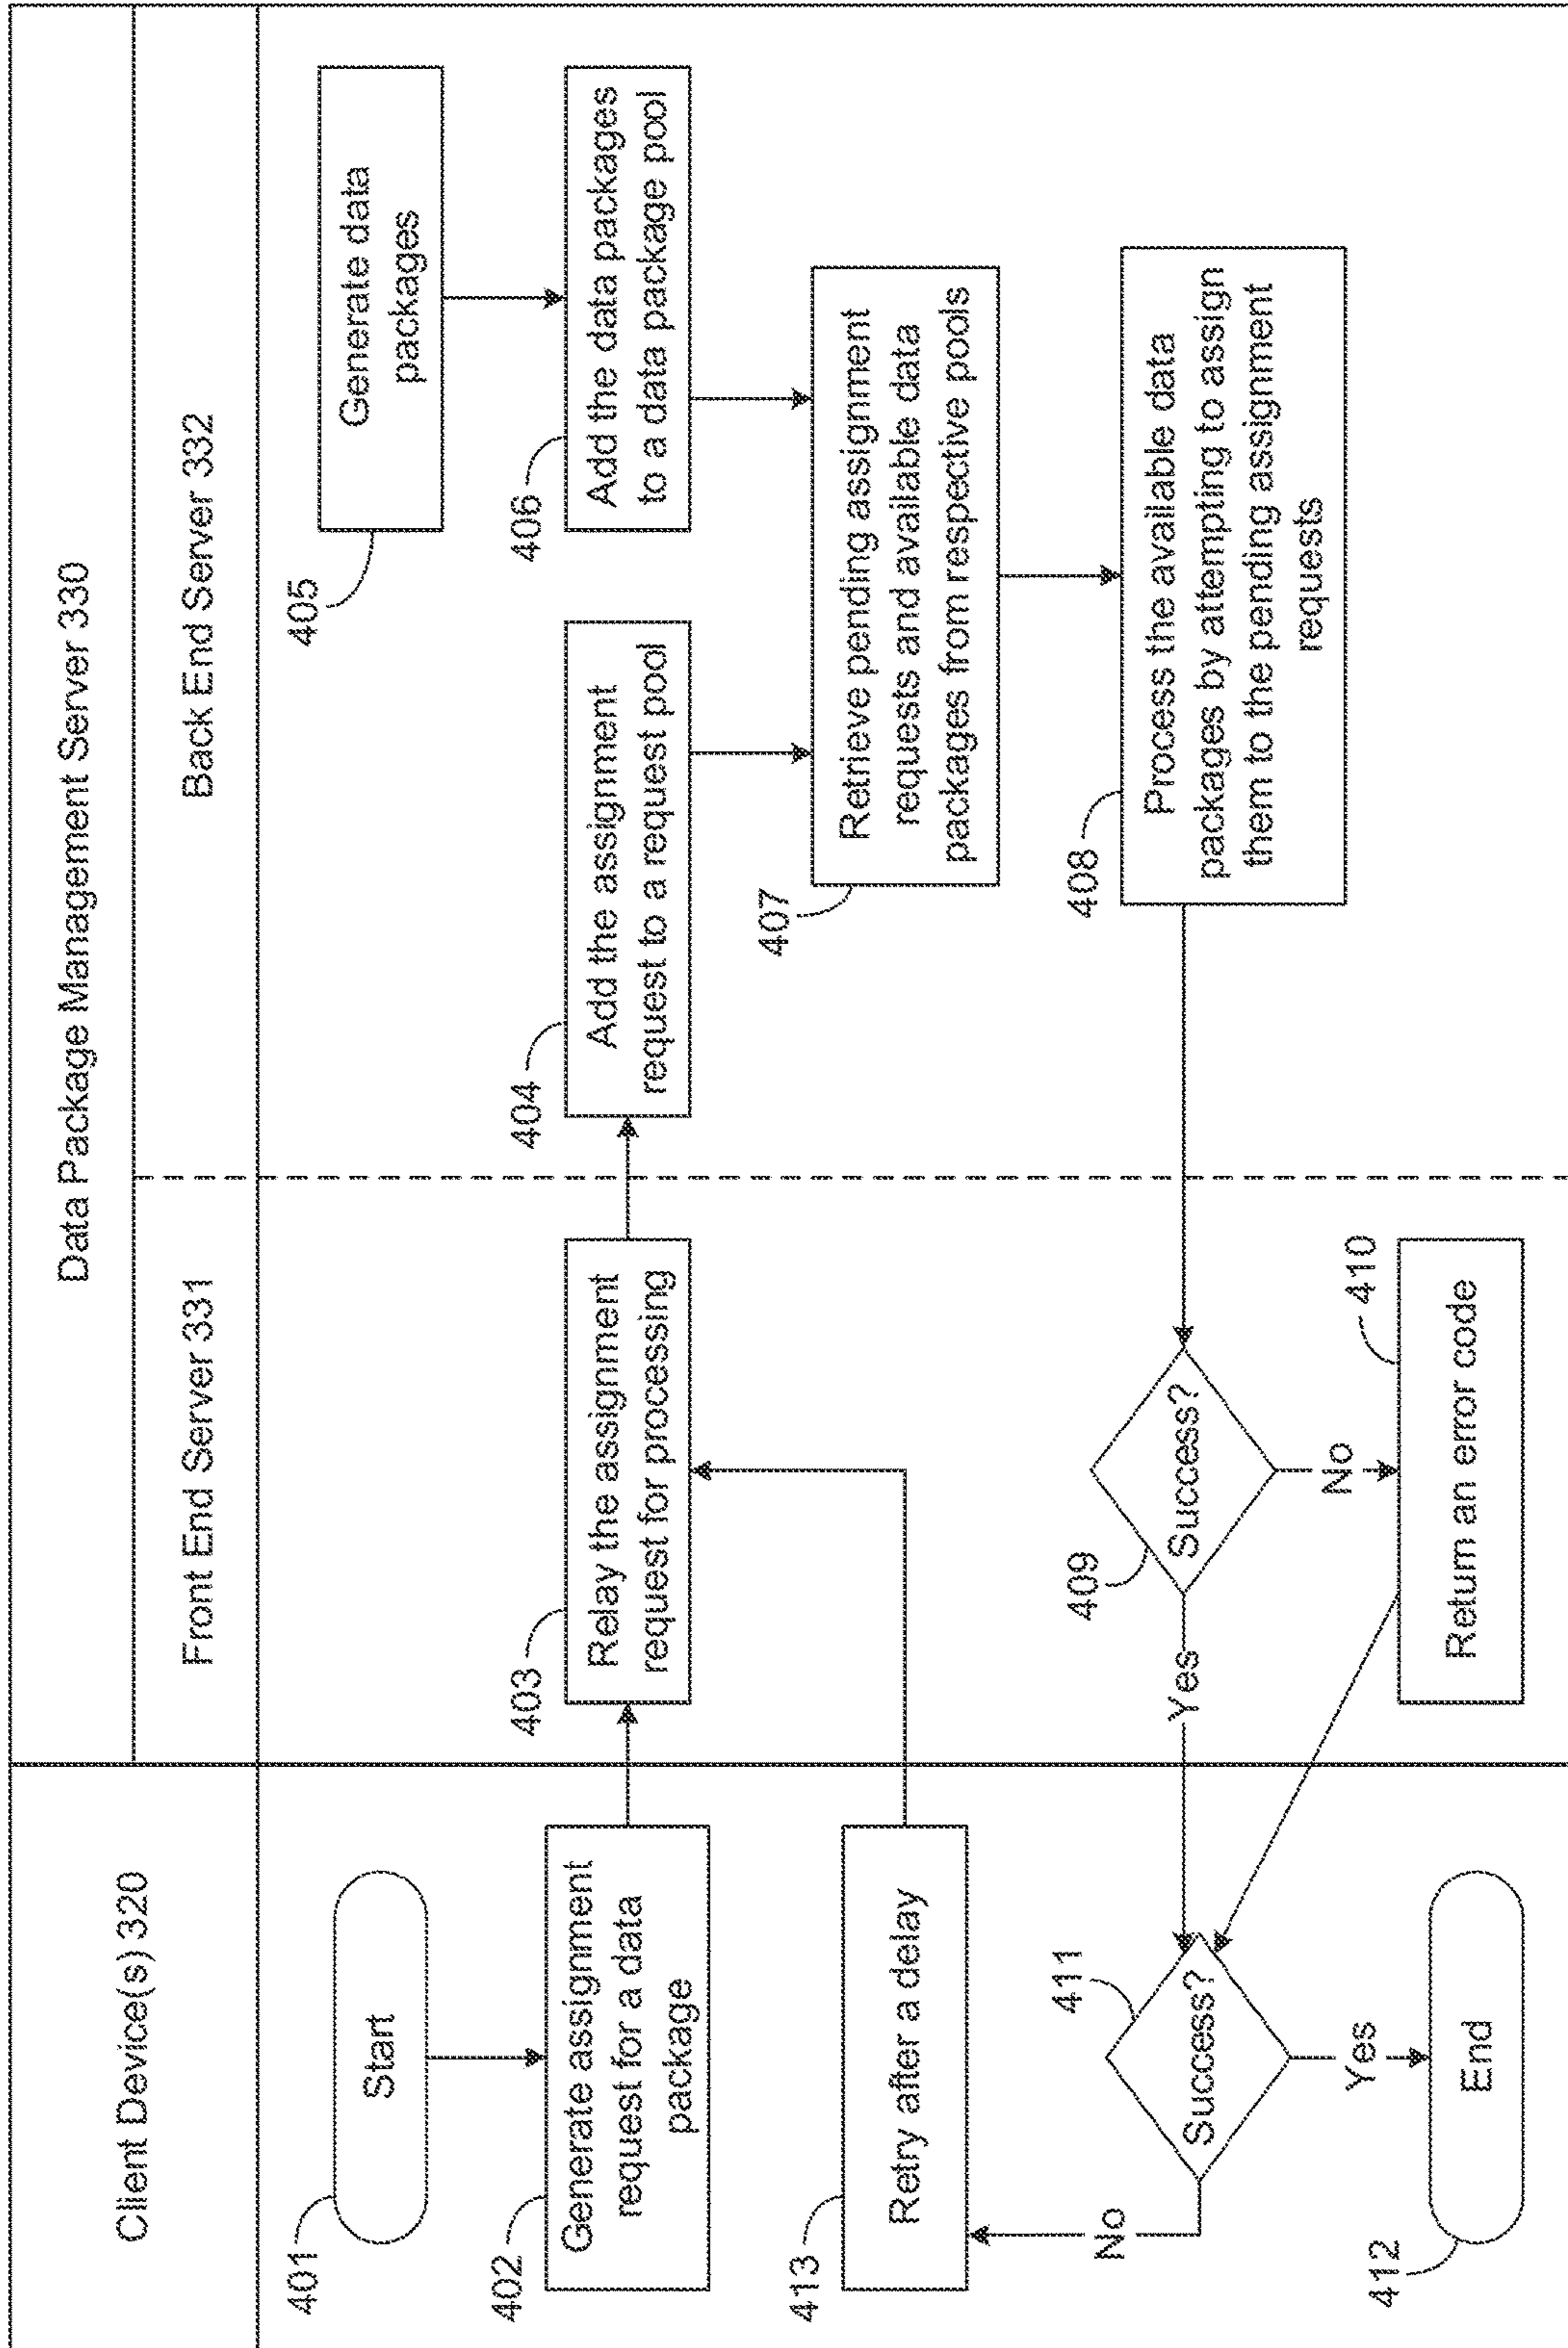 Client Device(s) 320
Data Package Management Server 330
Front End Server 331
Back End Server 332
401
Start
402
Generate assignment
request for a data
package
403
Relay the assignment
request for processing
404
Add the assignment
request to a request pool
405
Generate data
packages
406
Add the data packages
to a data package pool
407
Retrieve pending assignment
requests and available data
packages from respective pools
408
Process the available data
packages by attempting to assign
them to the pending assignment
requests
409
Success?
Yes
No
410
Return an error code
411
Success?
Yes
No
412
End
413
Retry after a delay